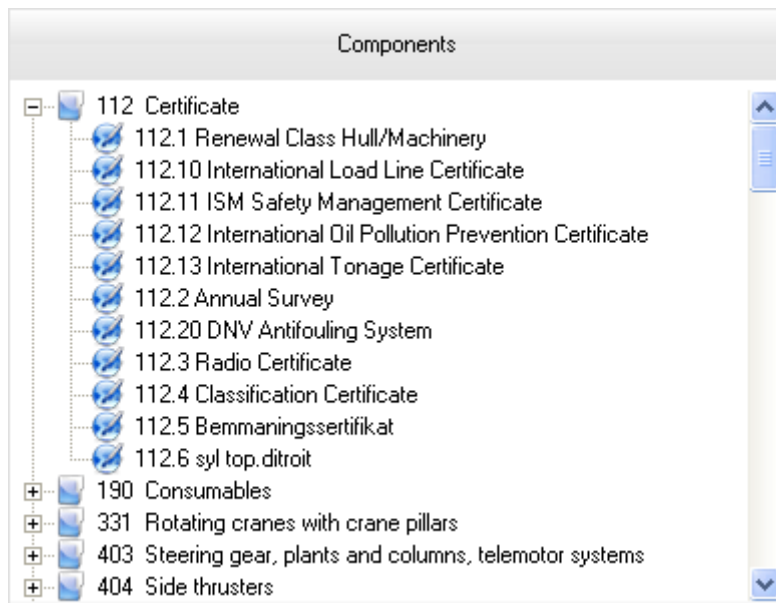 Components
112 Certificate
112.1 Renewal Class Hull/Machinery
112.10 International Load Line Certificate
112.11 ISM Safety Management Certificate
112.12 International Oil Pollution Prevention Certificate
112.13 International Tonage Certificate
112.2 Annual Survey
112.20 DNV Antifouling System
112.3 Radio Certificate
112.4 Classification Certificate
112.5 Bemmaningssertifikat
112.6 syl top.ditroit
190 Consumables
331 Rotating cranes with crane pillars
403 Steering gear, plants and columns, telemotor systems
404 Side thrusters